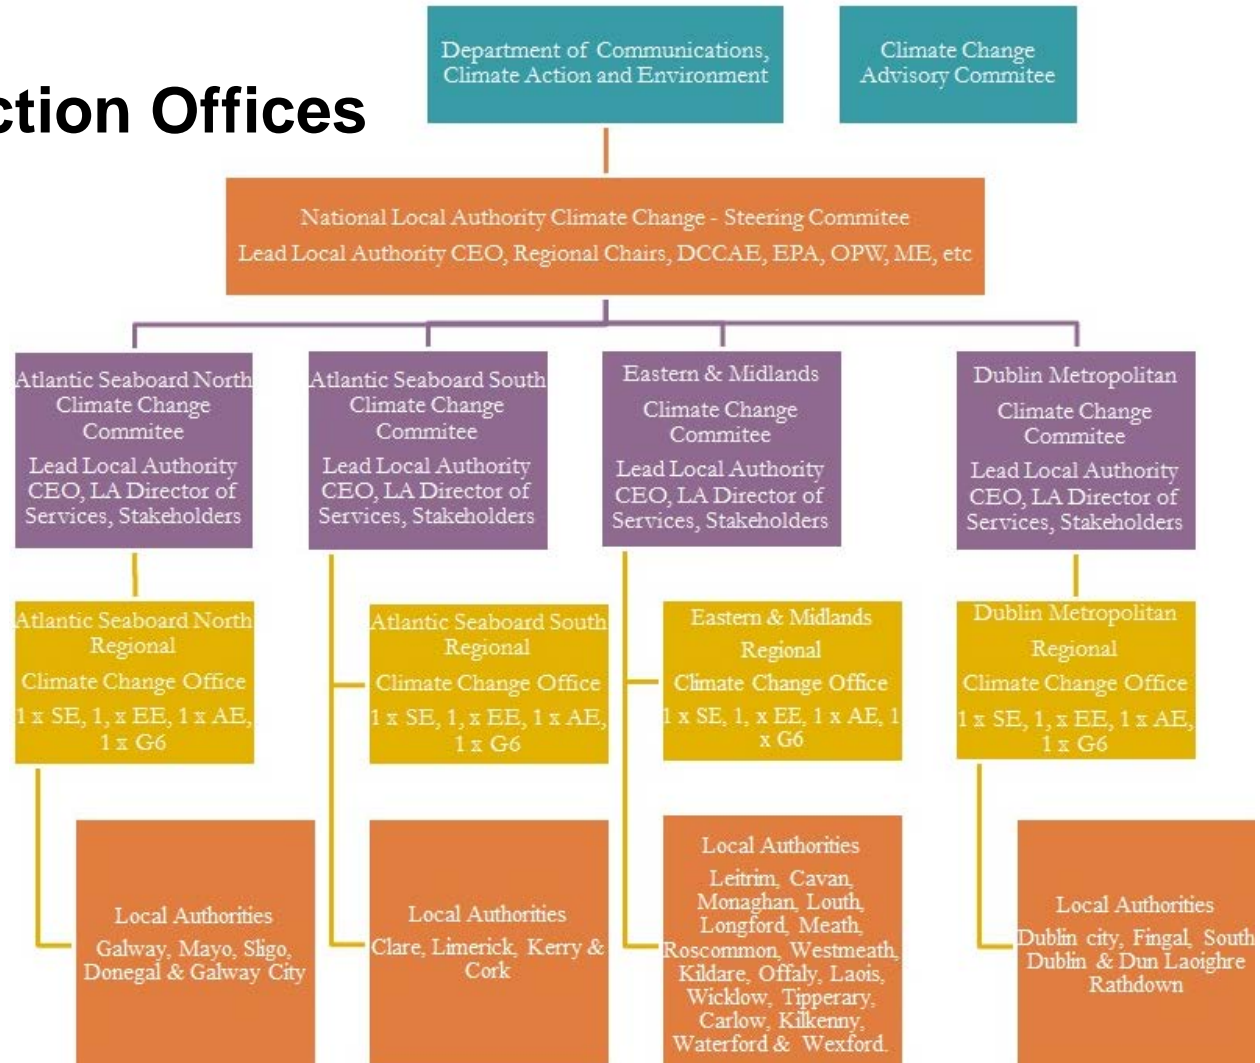 ction Offices
Department of Communications,
Climate Action and Environment
Climate Change
Advisory Commitee
National Local Authority Climate Change - Steering Commitee
Lead Local Authority CEO, Regional Chairs, DCCAE, EPA, OPW, ME, etc
Atlantic Seaboard North
Climate Change
Commitee
Lead Local Authority
CEO, LA Director of
Services, Stakeholders
Atlantic Seaboard South
Climate Change
Commitee
Lead Local Authority
CEO, LA Director of
Services, Stakeholders
Eastern & Midlands
Climate Change
Commitee
Lead Local Authority
CEO, LA Director of
Services, Stakeholders
Dublin Metropolitan
Climate Change
Commitee
Lead Local Authority
CEO, LA Director of
Services, Stakeholders
Atlantic Seaboard North
Regional
Climate Change Office
1 x SE, 1, x EE, 1 x AE,
1 x G6
Atlantic Seaboard South
Regional
Climate Change Office
1 x SE, 1, x EE, 1 x AE,
1 x G6
Eastern & Midlands
Regional
Climate Change Office
1 x SE, 1, x EE, 1 x AE, 1
x G6
Dublin Metropolitan
Regional
Climate Change Office
1 x SE, 1, x EE, 1 x AE,
1 x G6
Local Authorities
Galway, Mayo, Sligo,
Donegal & Galway City
Local Authorities
Clare, Limerick, Kerry &
Cork
Local Authorities
Leitrim, Cavan,
Monaghan, Louth,
Longford, Meath,
Roscommon, Westmeath,
Kildare, Offaly, Laois,
Wicklow, Tipperary,
Carlow, Kilkenny,
Waterford & Wexford.
Local Authorities
Dublin city, Fingal, South
Dublin & Dun Laoighre
Rathdown